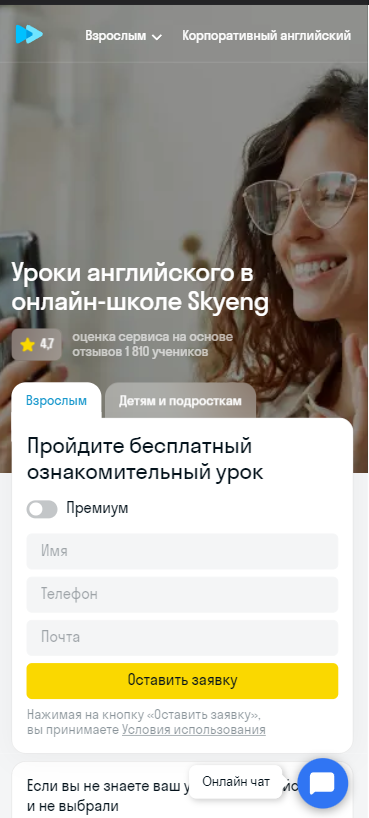 Взрослым Корпоративный английский
Уроки английского в
онлайн-школе Skyeng
4,7
оценка сервиса на основе
отзывов 1 810 учеников
Взрослым Детям и подросткам
Пройдите бесплатный
ознакомительный урок
Премиум
Имя
Телефон
Почта
Оставить заявку
Нажимая на кнопку «Оставить заявку»,
вы принимаете Условия использования
Если вы не знаете ваш
и не выбрали
Онлайн чат